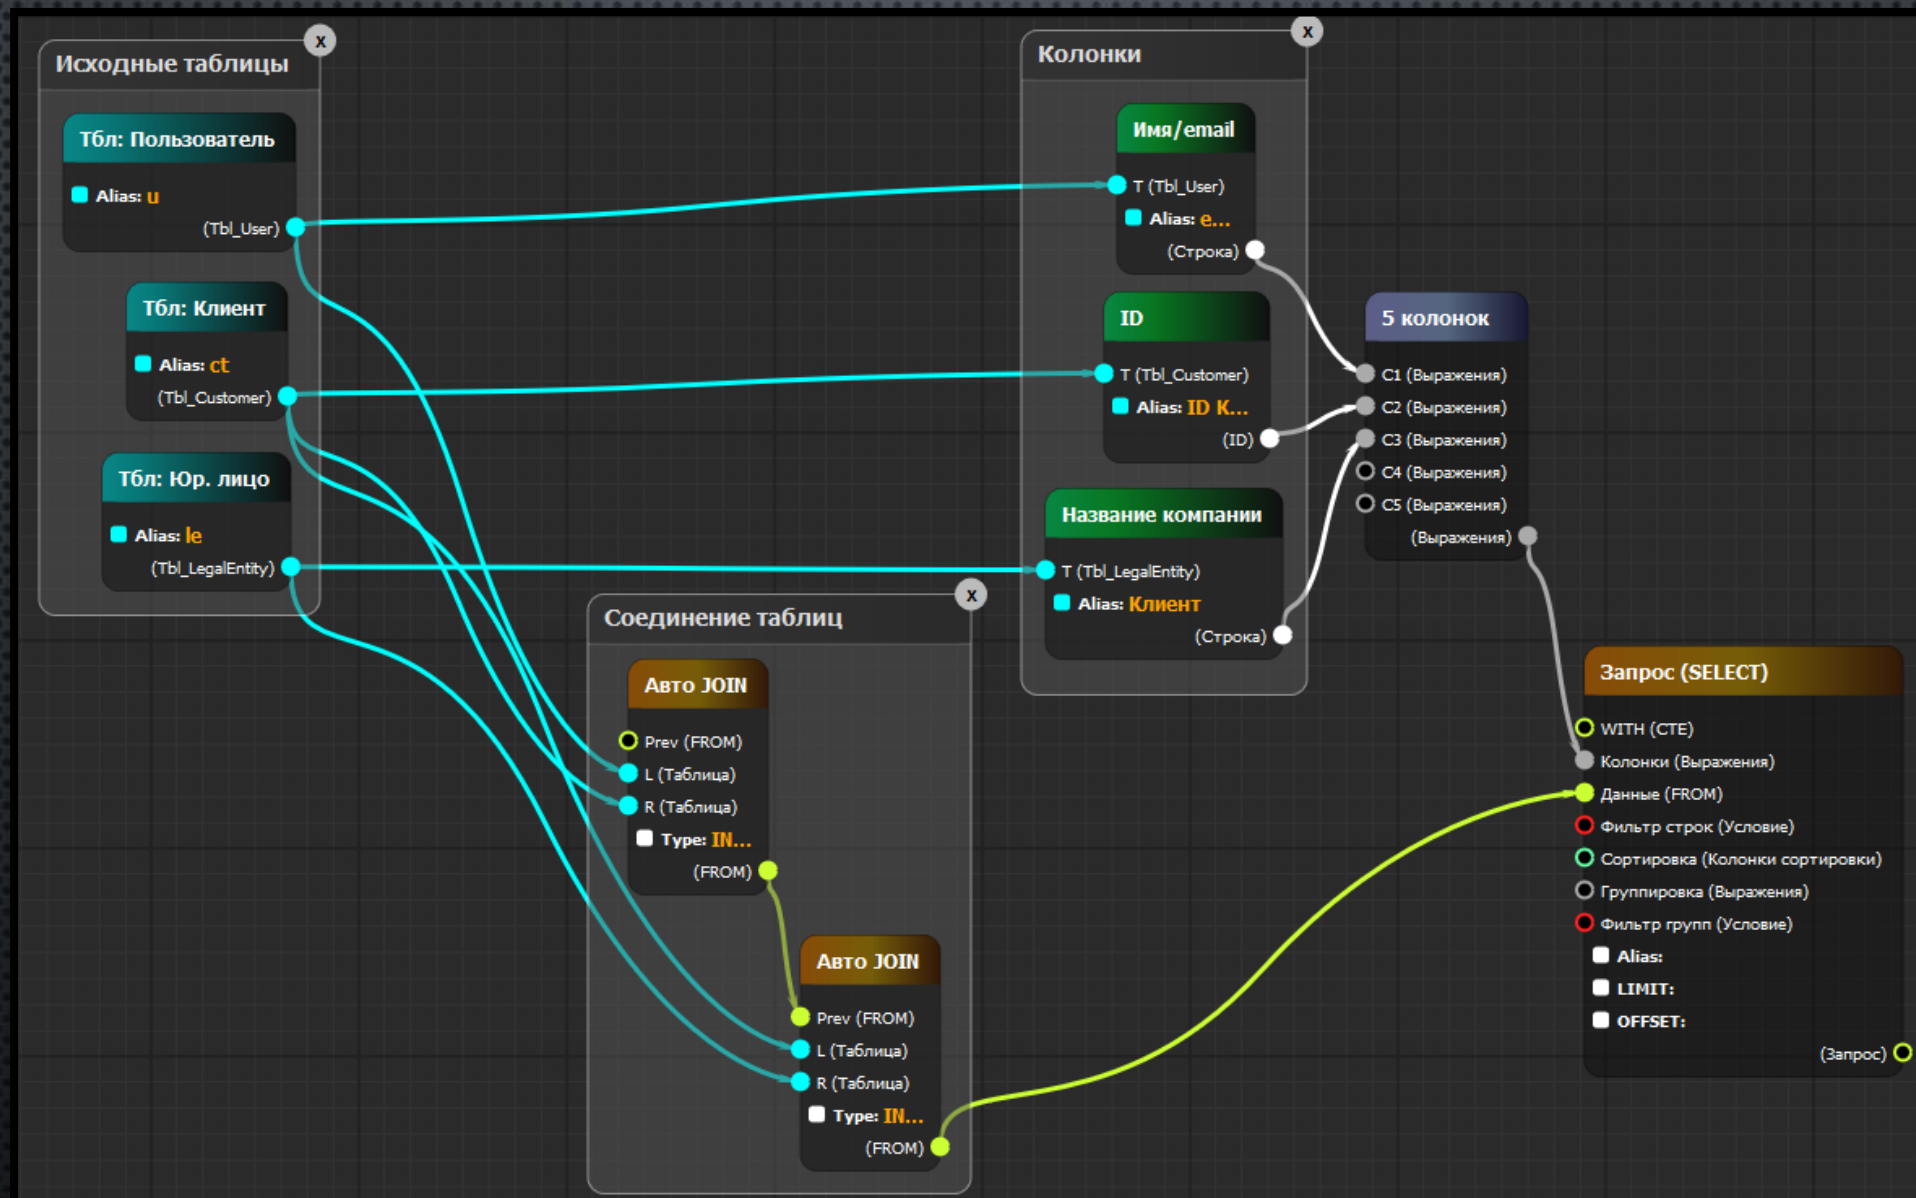 Исходные таблицы
x
Тбл: Пользователь
Alias: u
(Tbl_User)
Тбл: Клиент
Alias: ct
(Tbl_Customer)
Тбл: Юр. лицо
Alias: le
(Tbl_LegalEntity)
Соединение таблиц
x
Авто JOIN
Prev (FROM)
L (Таблица)
R (Таблица)
Type: IN...
(FROM)
Авто JOIN
Prev (FROM)
L (Таблица)
R (Таблица)
Type: IN...
(FROM)
Колонки
x
Имя/email
T (Tbl_User)
Alias: e...
(Строка)
ID
T (Tbl_Customer)
Alias: ID K...
(ID)
Название компании
T (Tbl_LegalEntity)
Alias: Клиент
(Строка)
5 колонок
C1 (Выражения)
C2 (Выражения)
C3 (Выражения)
C4 (Выражения)
C5 (Выражения)
(Выражения)
Запрос (SELECT)
WITH (CTE)
Колонки (Выражения)
Данные (FROM)
Фильтр строк (Условие)
Сортировка (Колонки сортировки)
Группировка (Выражения)
Фильтр групп (Условие)
Alias:
LIMIT:
OFFSET:
(Запрос)